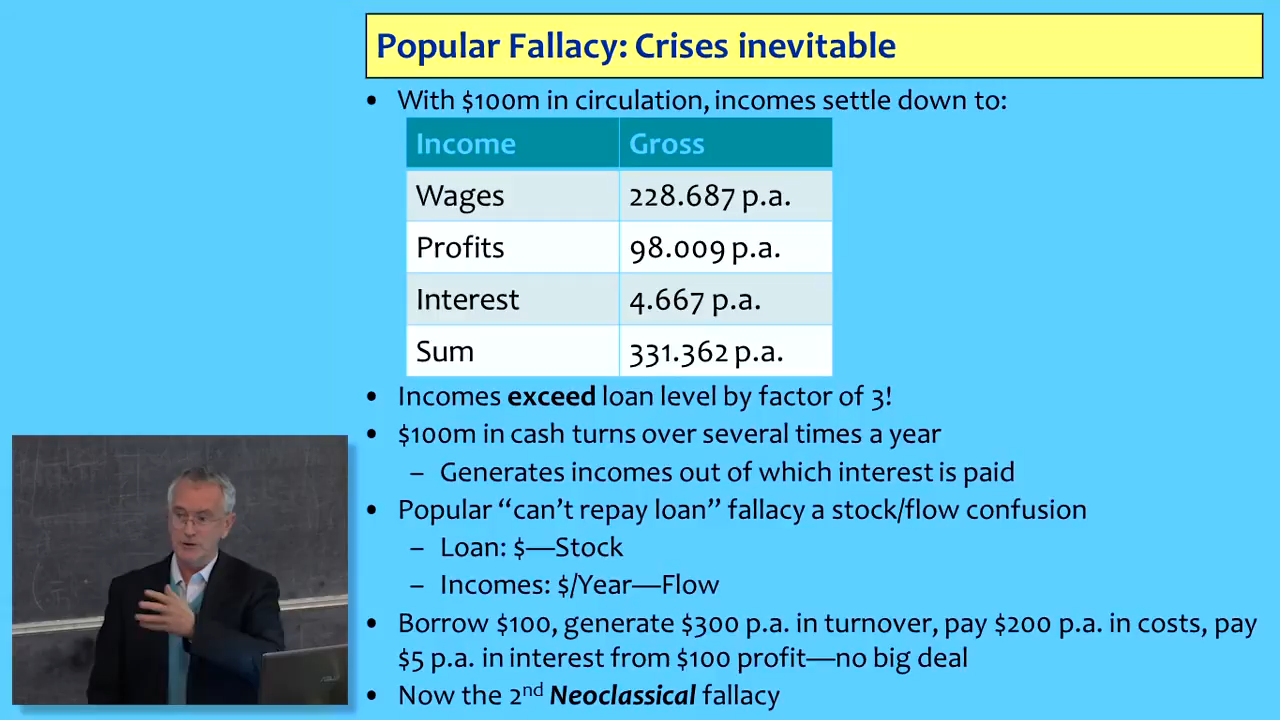 Popular Fallacy: Crises inevitable
• With $100m in circulation, incomes settle down to:
Income Gross
Wages 228.687 p.a.
Profits 98.009 p.a.
Interest 4.667 p.a.
Sum 331.362 p.a.
• Incomes exceed loan level by factor of 3!
• $100m in cash turns over several times a year
– Generates incomes out of which interest is paid
• Popular “can’t repay loan” fallacy a stock/flow confusion
– Loan: $—Stock
– Incomes: $/Year—Flow
• Borrow $100, generate $300 p.a. in turnover, pay $200 p.a. in costs, pay
$5 p.a. in interest from $100 profit—no big deal
• Now the 2nd Neoclassical fallacy